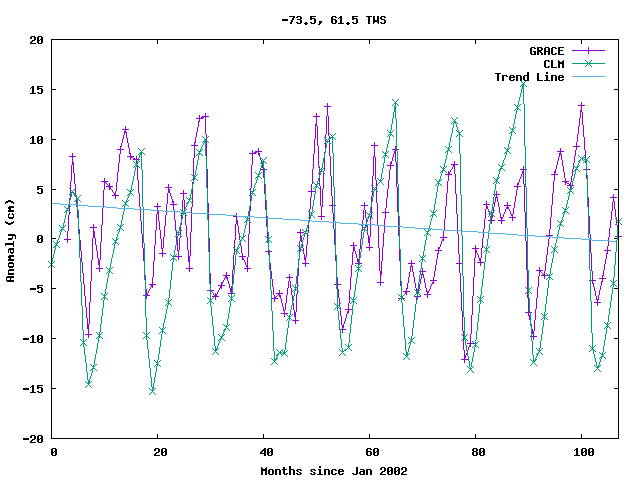 -73.5, 61.5 TWS
GRACE
CLM
Trend Line
20
15
10
5
0
-5
-10
-15
-20
Anomaly (cm)
0 20 40 60 80 100
Months since Jan 2002